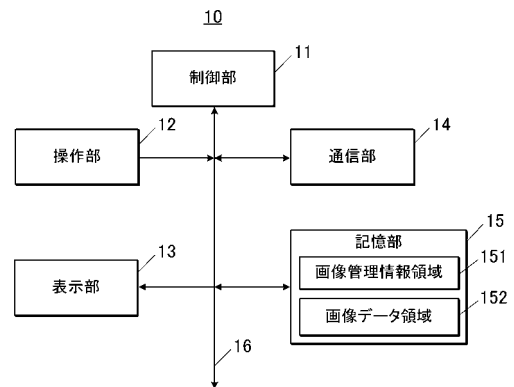 10
11
制御部
12
操作部
14
通信部
13
表示部
15
記憶部
151
画像管理情報領域
152
画像データ領域
16